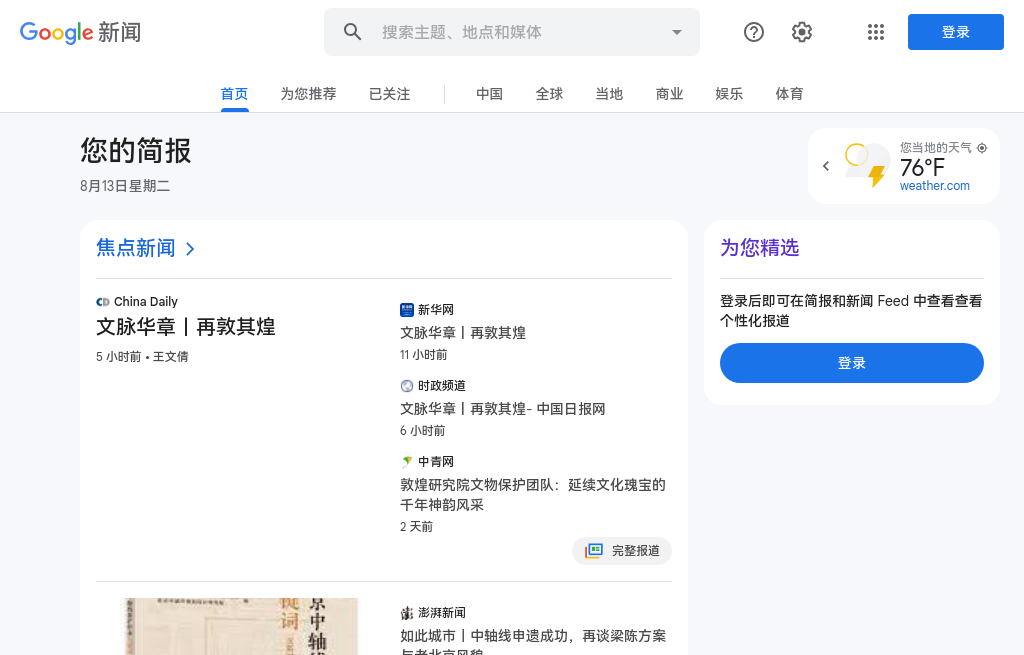 Google 新闻
搜索主题、地点和媒体
登录
首页
为您推荐
已关注
中国
全球
当地
商业
娱乐
体育
您的简报
8月13日星期二
您当地的天气
76°F
weather.com
焦点新闻
China Daily
文脉华章丨再敦其煌
5 小时前 • 王文倩
新华网
文脉华章丨再敦其煌
11 小时前
时政频道
文脉华章丨再敦其煌- 中国日报网
6 小时前
中青网
敦煌研究院文物保护团队：延续文化瑰宝的
千年神韵风采
2 天前
完整报道
为您精选
登录后即可在简报和新闻 Feed 中查看查看
个性化报道
登录
京中轴线
词
澎湃新闻
如此城市丨中轴线申遗成功，再谈梁陈方案
与老北京风貌